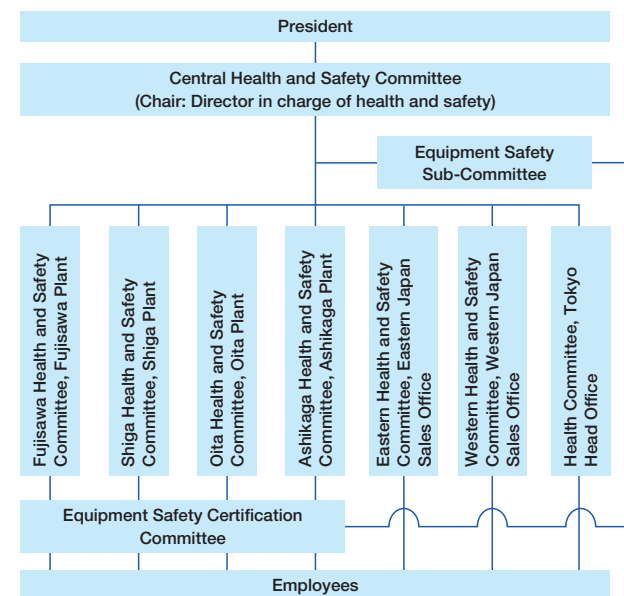 President
Central Health and Safety Committee
(Chair: Director in charge of health and safety)
Equipment Safety
Sub-Committee
Fujisawa Health and Safety
Committee, Fujisawa Plant
Shiga Health and Safety
Committee, Shiga Plant
Oita Health and Safety
Committee, Oita Plant
Ashikaga Health and Safety
Committee, Ashikaga Plant
Eastern Health and Safety
Committee, Eastern Japan
Sales Office
Western Health and Safety
Committee, Western Japan
Sales Office
Health Committee, Tokyo
Head Office
Equipment Safety Certification
Committee
Employees